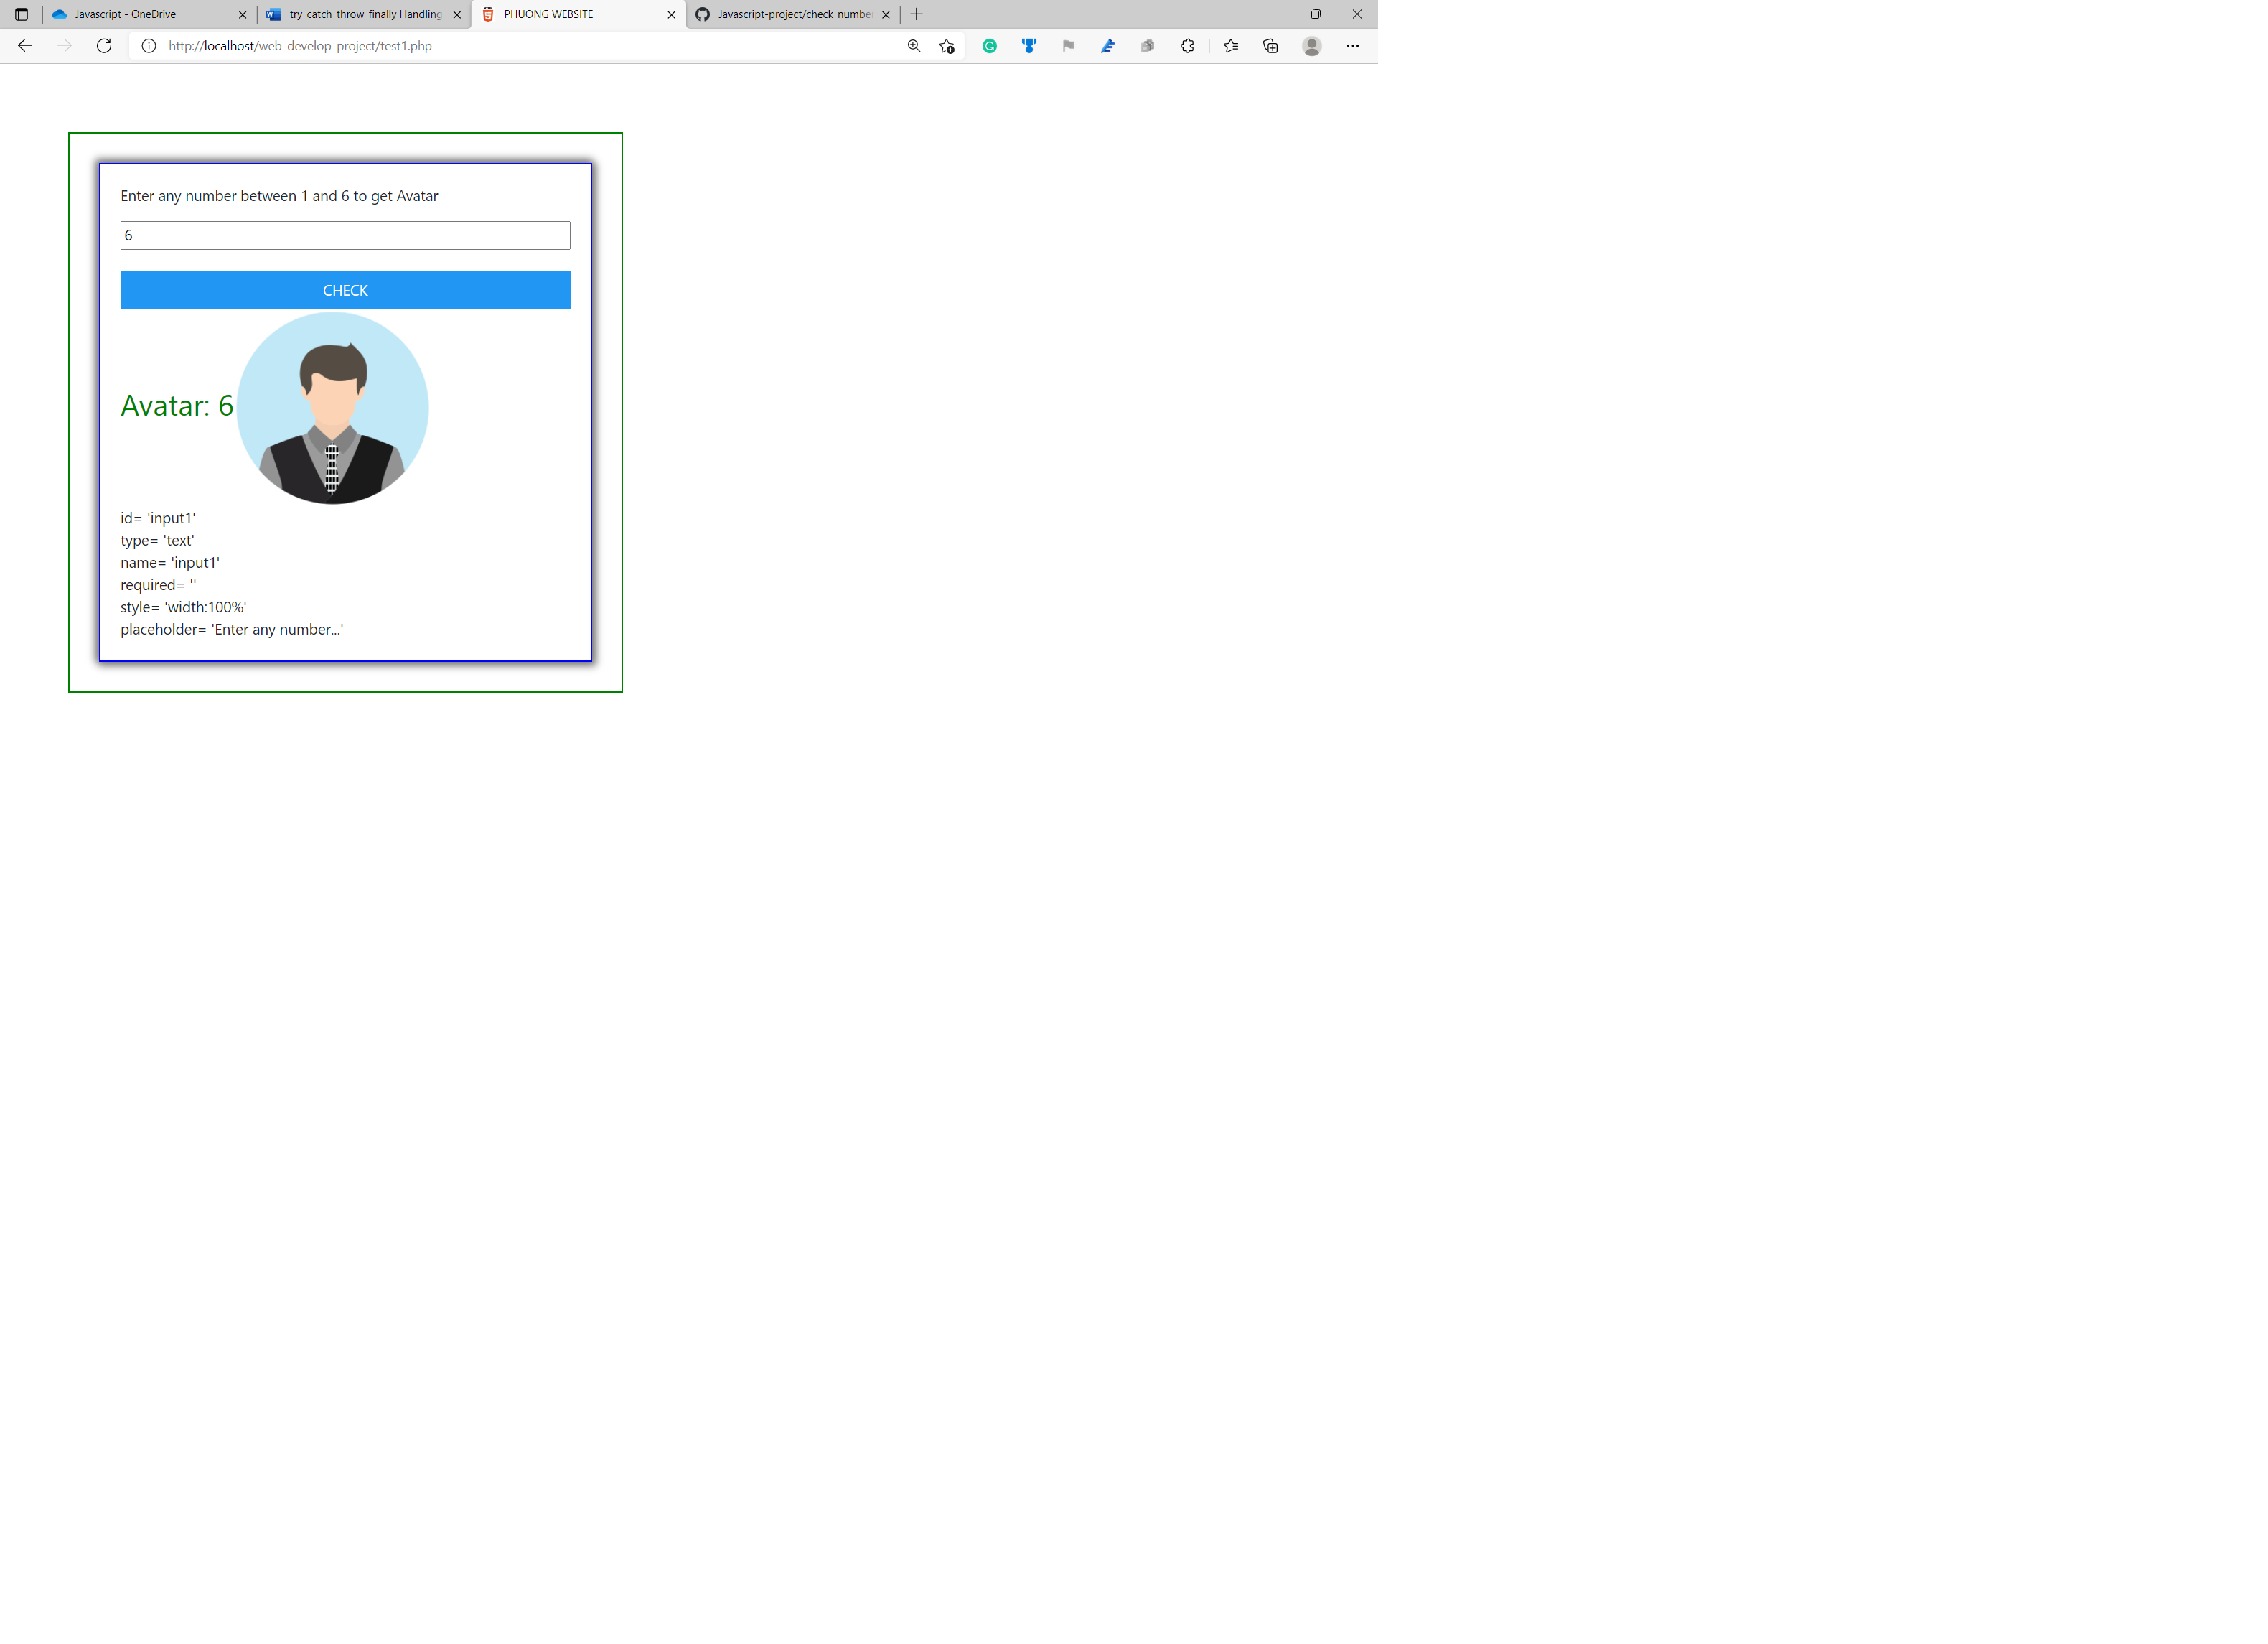 Javascript - OneDrive
try_catch_throw_finally Handling
PHUONG WEBSITE
Javascript-project/check_number
http://localhost/web_develop_project/test1.php
Enter any number between 1 and 6 to get Avatar
6
CHECK
Avatar: 6
id= 'input1'
type= 'text'
name= 'input1'
required= ''
style= 'width:100%'
placeholder= 'Enter any number...'